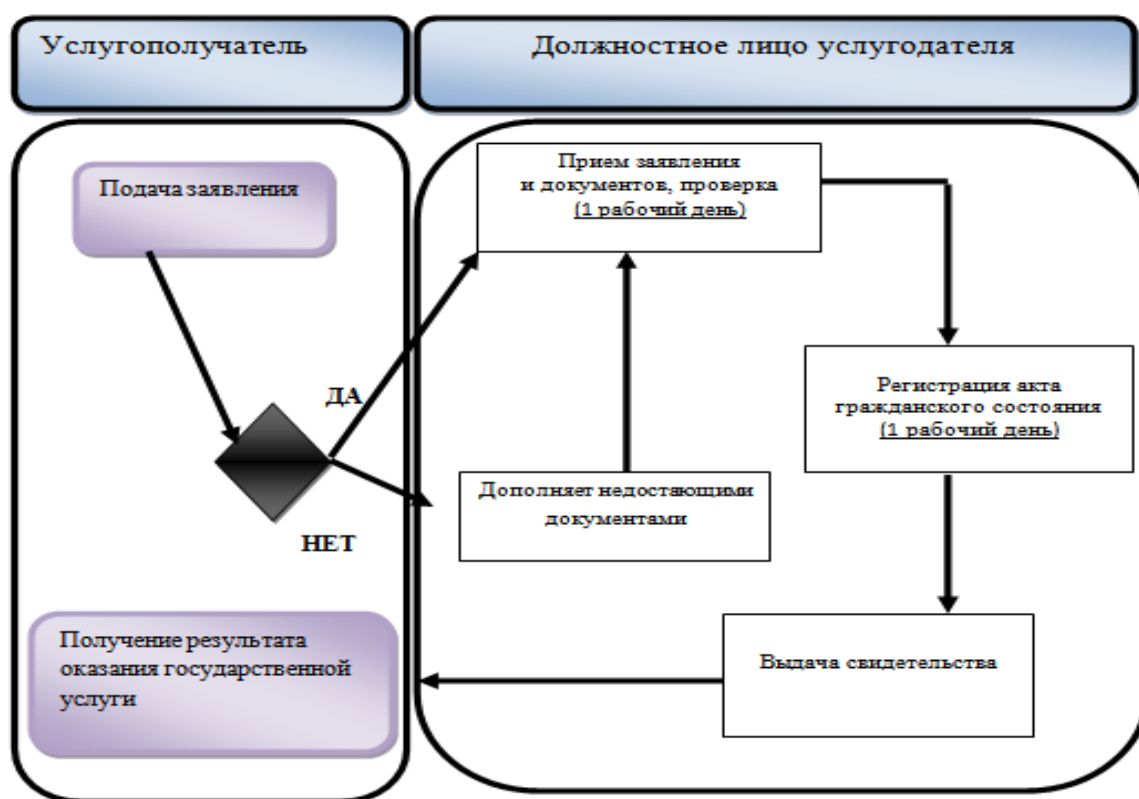 Услугополучатель
Должностное лицо услугодателя
Подача заявления
Прием заявления
и документов, проверка
(1 рабочий день)
ДА
Регистрация акта
гражданского состояния
(1 рабочий день)
Дополняет недостающими
документами
НЕТ
Получение результата
оказания государственной
услуги
Выдача свидетельства